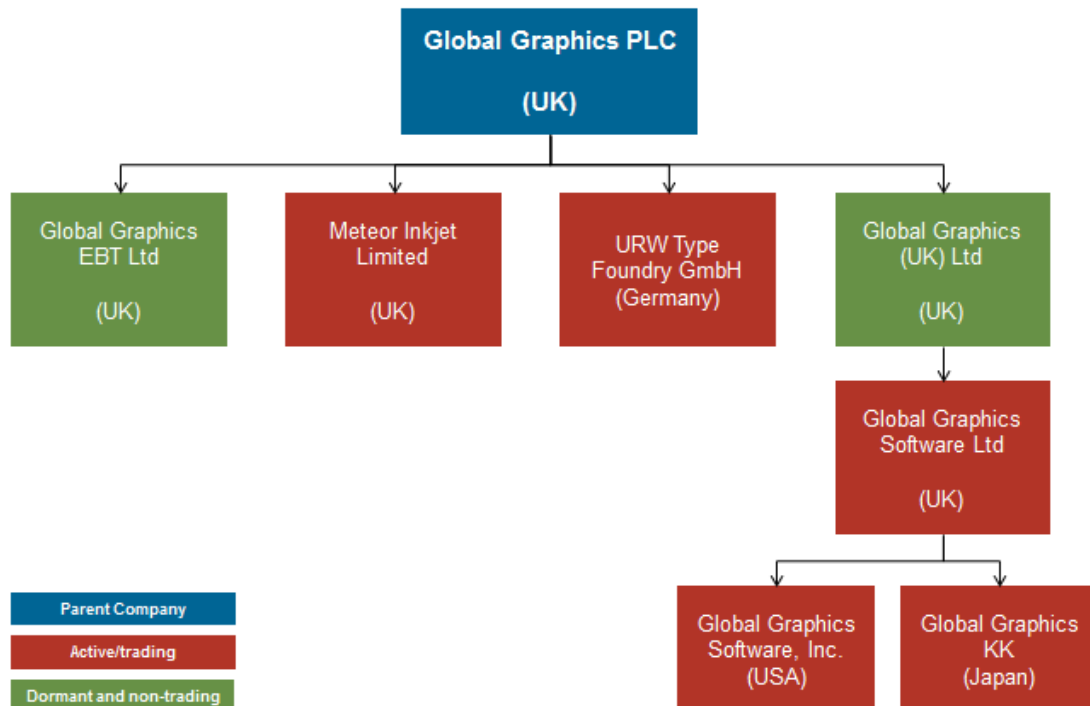 Global Graphics PLC
(UK)
Global Graphics
EBT Ltd
(UK)
Meteor Inkjet
Limited
(UK)
URW Type
Foundry GmbH
(Germany)
Global Graphics
(UK) Ltd
(UK)
Global Graphics
Software Ltd
(UK)
Global Graphics
Software, Inc.
(USA)
Global Graphics
KK
(Japan)
Parent Company
Active/trading
Dormant and non-trading